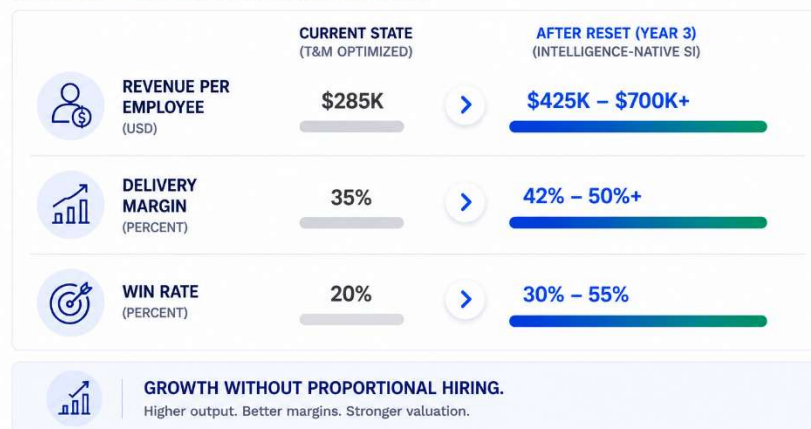 CURRENT STATE
(T&M OPTIMIZED)
AFTER RESET (YEAR 3)
(INTELLIGENCE-NATIVE SI)
REVENUE PER
EMPLOYEE
(USD)
$285K
$425K – $700K+
DELIVERY
MARGIN
(PERCENT)
35%
42% – 50%+
WIN RATE
(PERCENT)
20%
30% – 55%
GROWTH WITHOUT PROPORTIONAL HIRING.
Higher output. Better margins. Stronger valuation.